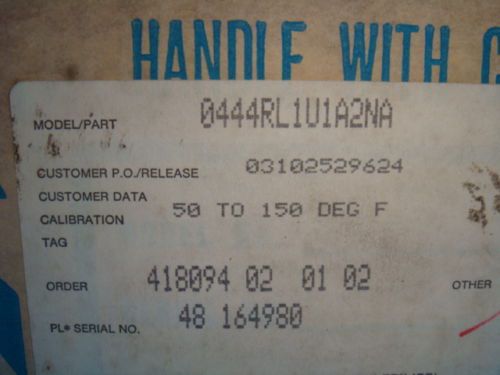 HANDLE WITH
MODEL/PART 0444RL1U1A2NA
CUSTOMER P.O./RELEASE 03102529624
CUSTOMER DATA
CALIBRATION 50 TO 150 DEG F
TAG
ORDER 418094 02 01 02 OTHER
PL● SERIAL NO. 48 164980